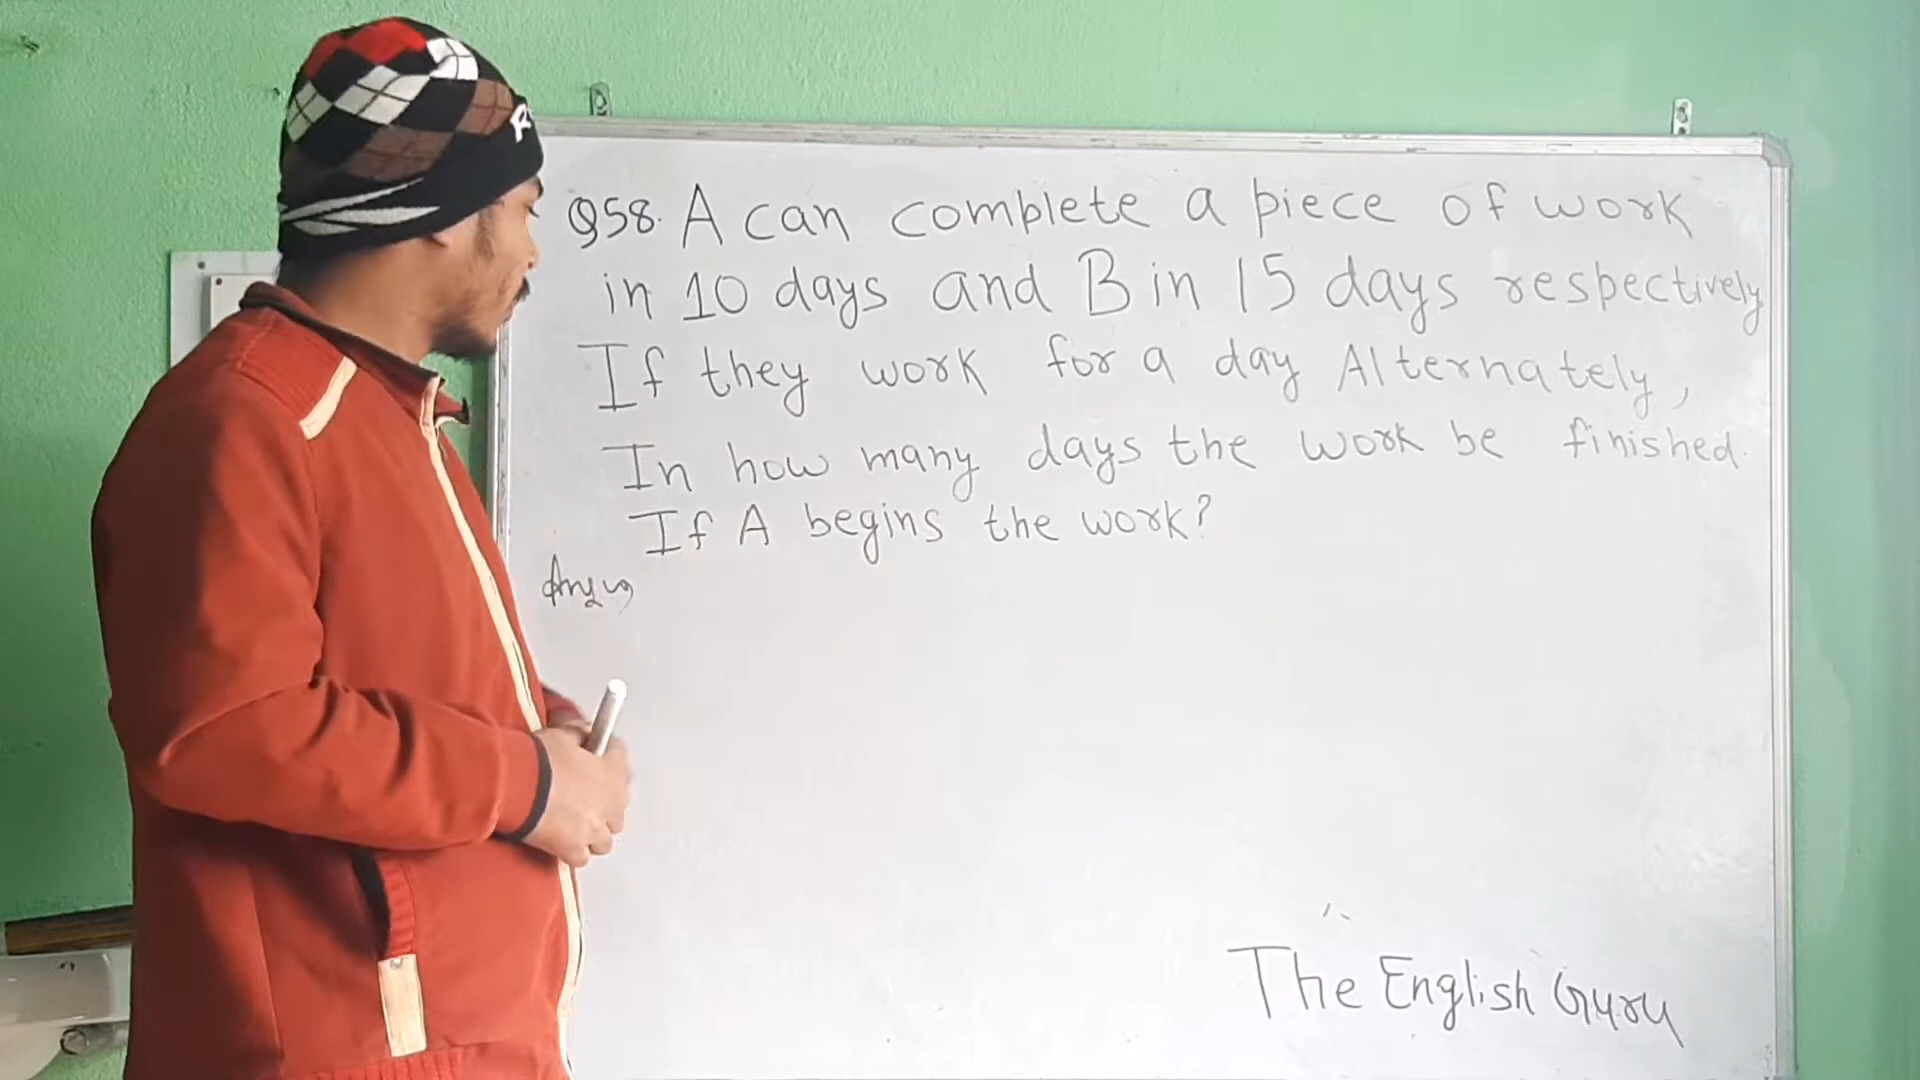 Q58. A can complete a piece of work
in 10 days and B in 15 days respectively
If they work for a day Alternately,
In how many days the work be finished.
If A begins the work?
The English Guru